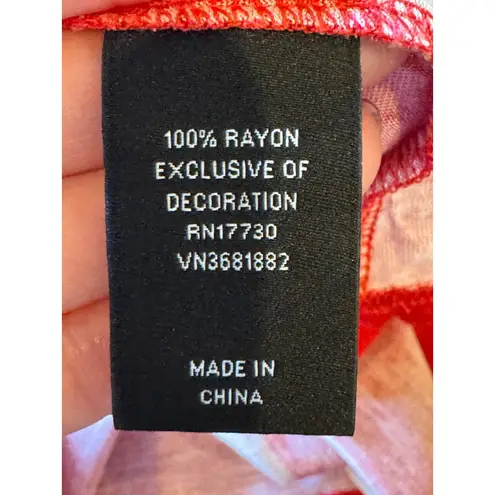 100% RAYON
EXCLUSIVE OF
DECORATION
RN17730
VN3681882
MADE IN
CHINA